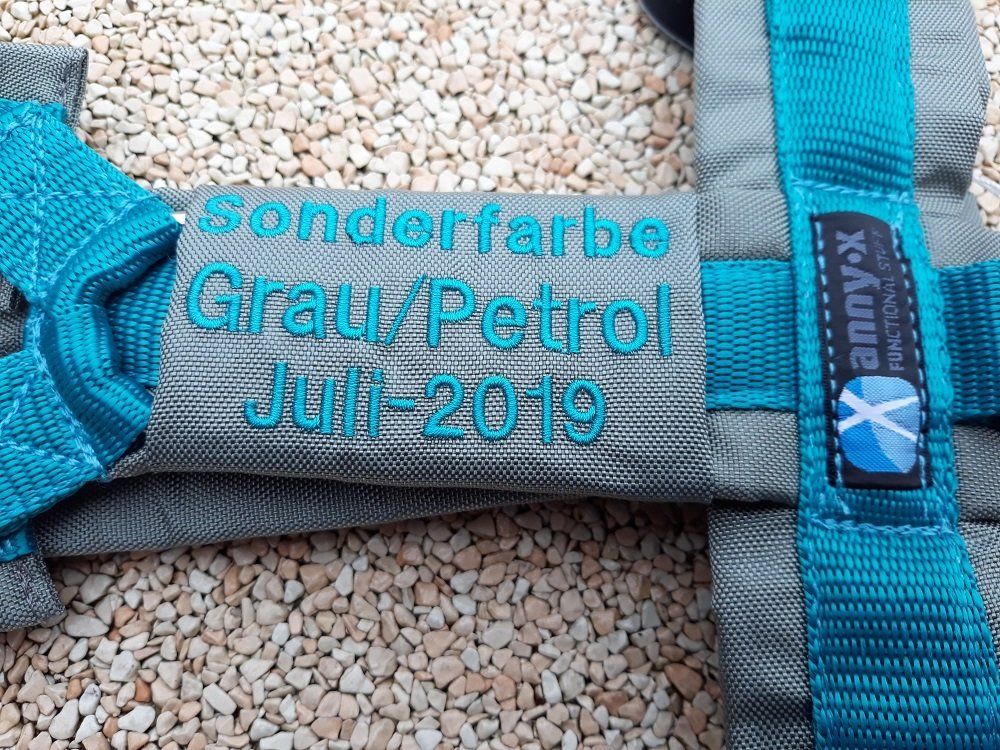 sonderfarbe
Grau/Petrol
Juli-2019
anny·x
FUNCTIONAL STUFF